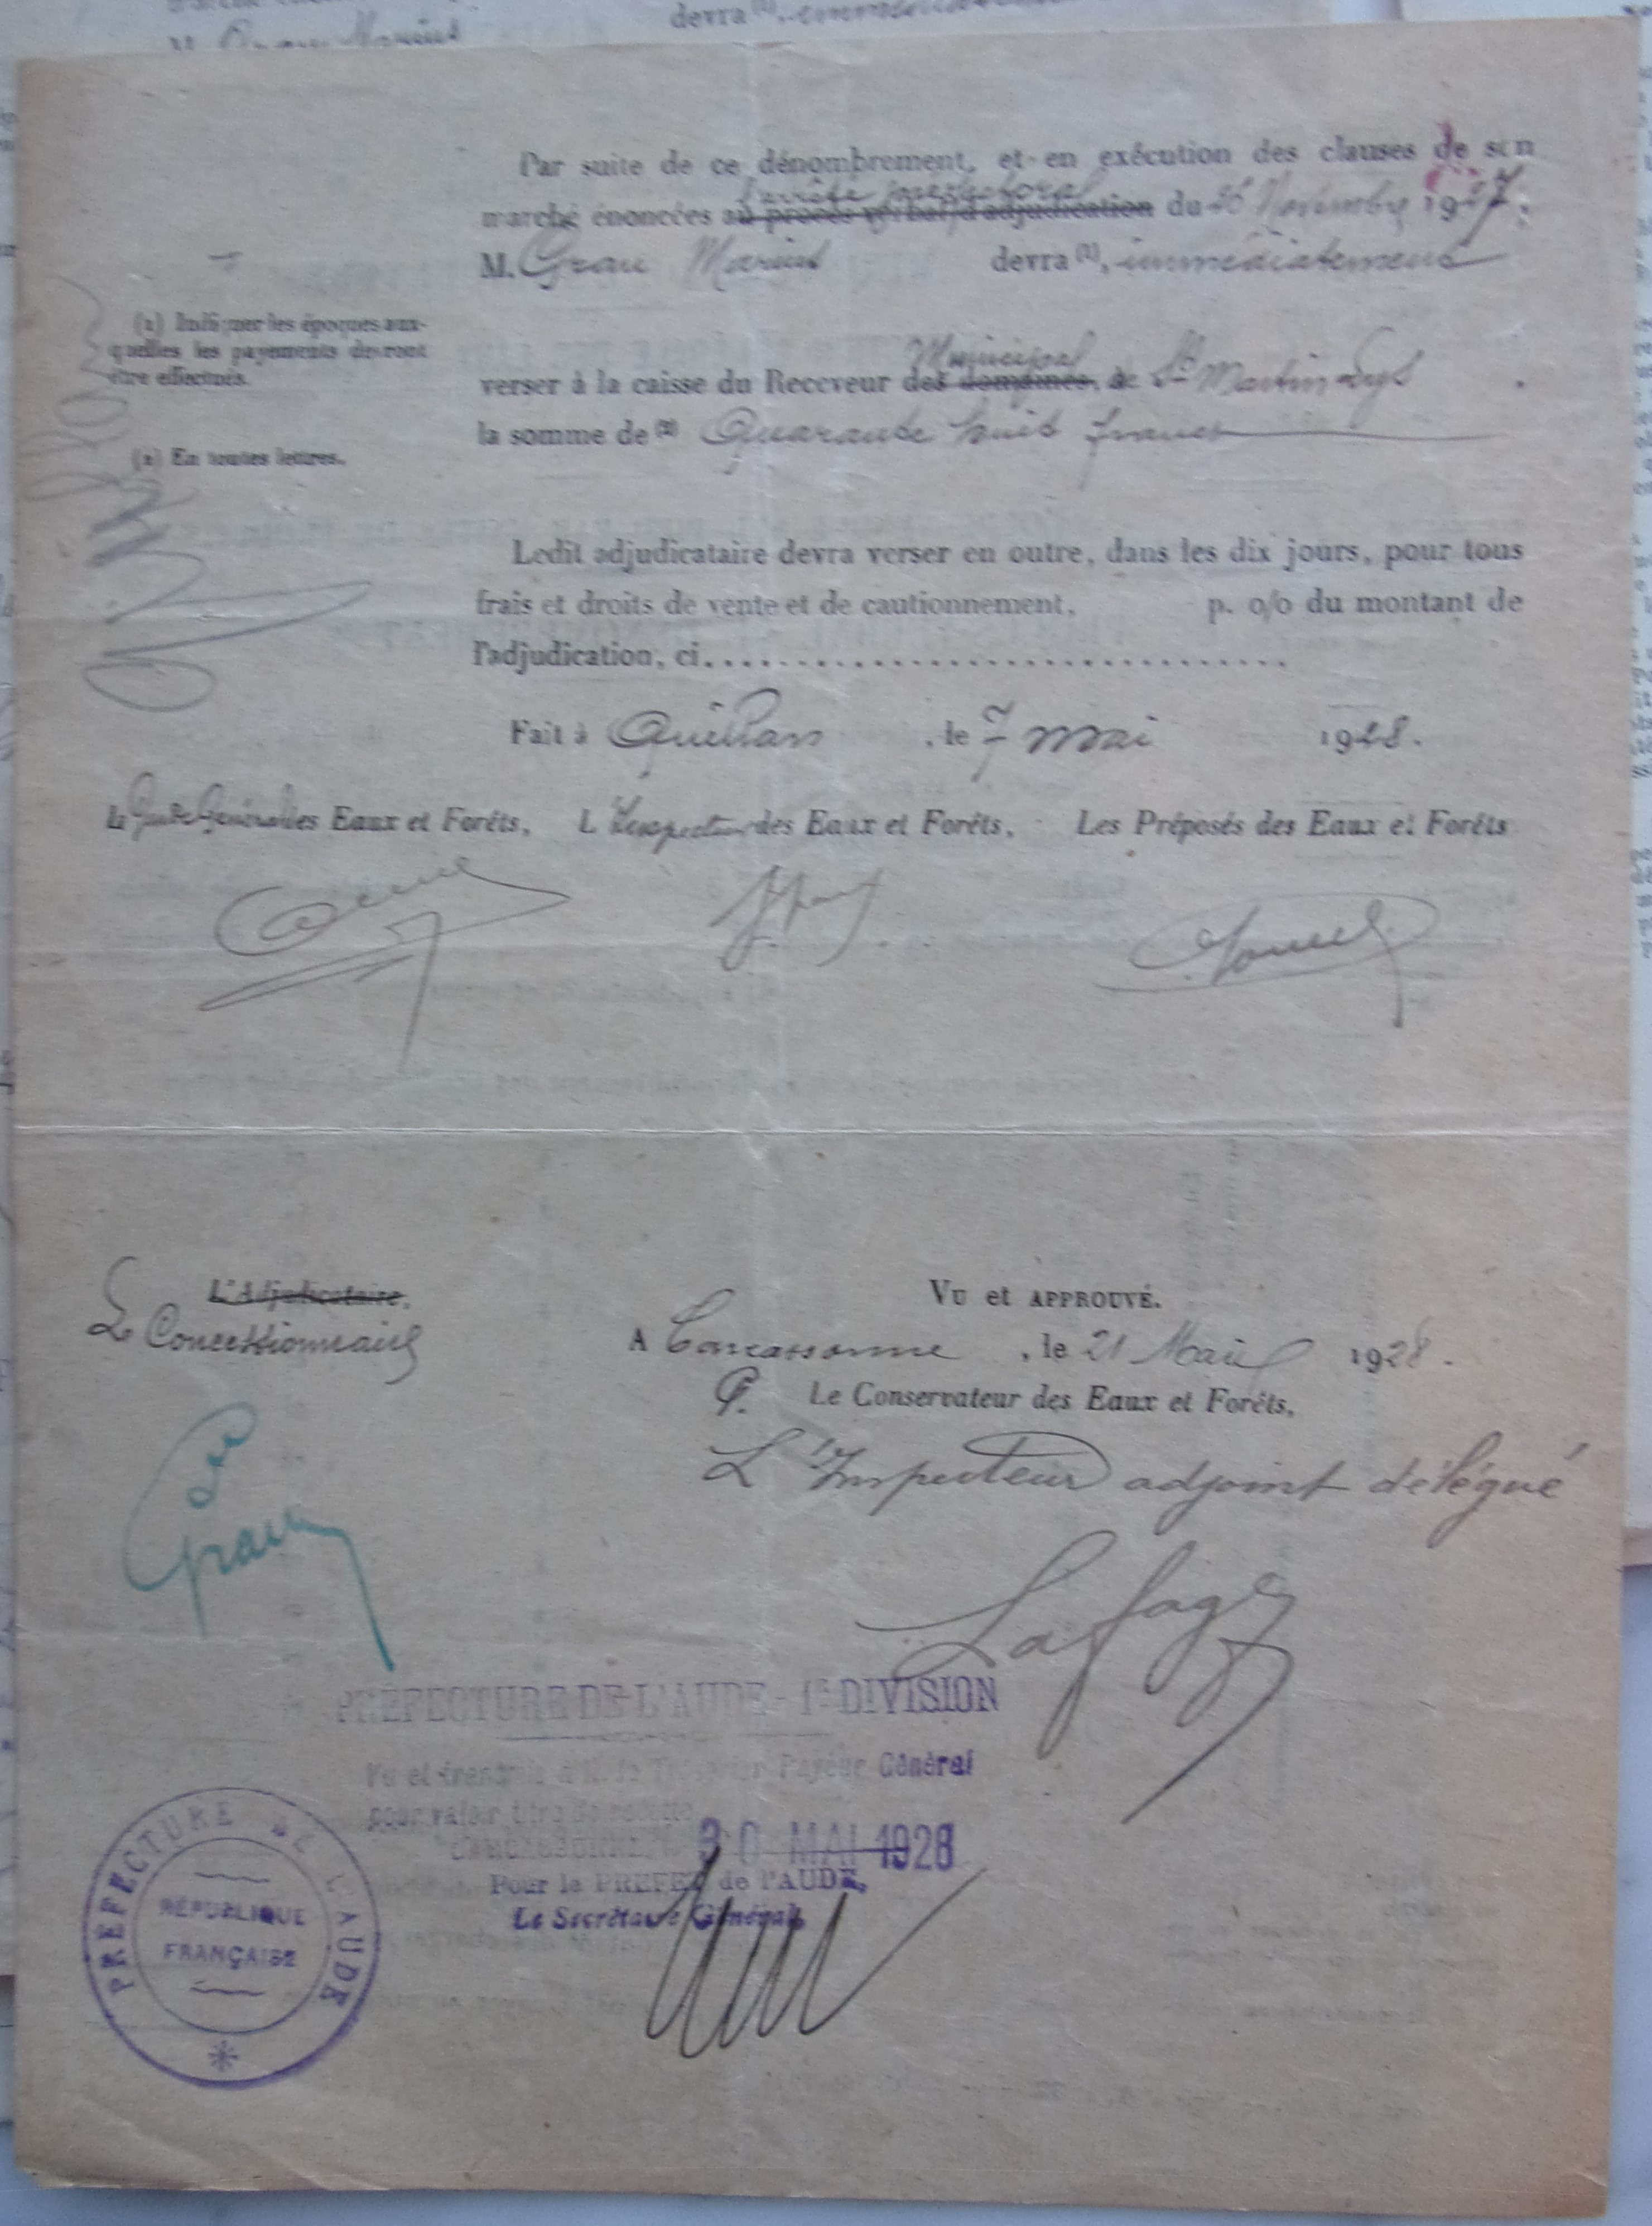 devra (1), immédiatement
M. Grau Marius
Par suite de ce dénombrement, et en exécution des clauses de son
l'arrêté préfectoral
marché énoncées au procès verbal d'adjudication du 26 Novembre 1927,
M. Grau Marius devra (1), immédiatement
(1) Indiquer les époques aux-
quelles les payements devront
être effectués.
Municipal
verser à la caisse du Receveur des domaines, de St Martin Lys
la somme de (2) Quarante huit francs
(2) En toutes lettres.
Ledit adjudicataire devra verser en outre, dans les dix jours, pour tous
frais et droits de vente et de cautionnement, p. o/o du montant de
l'adjudication, ci..............................
Fait à Quillan, le 7 mai 1928.
Le Garde Général des Eaux et Forêts, L'Inspecteur des Eaux et Forêts, Les Préposés des Eaux et Forêts
L'Adjudicataire,
Le Concessionnaire
Vu et APPROUVÉ.
A Carcassonne, le 21 Mai 1928.
P. Le Conservateur des Eaux et Forêts,
L'Inspecteur adjoint délégué
Grau
Lafage
PRÉFECTURE DE L'AUDE - 1re DIVISION
Vu et transmis à M. le Trésorier Payeur Général
pour valoir titre de recette
CARCASSONNE, le 30 MAI 1928
Pour le PRÉFET de l'AUDE,
Le Secrétaire Général,
PREFECTURE DE L'AUDE
RÉPUBLIQUE
FRANÇAISE